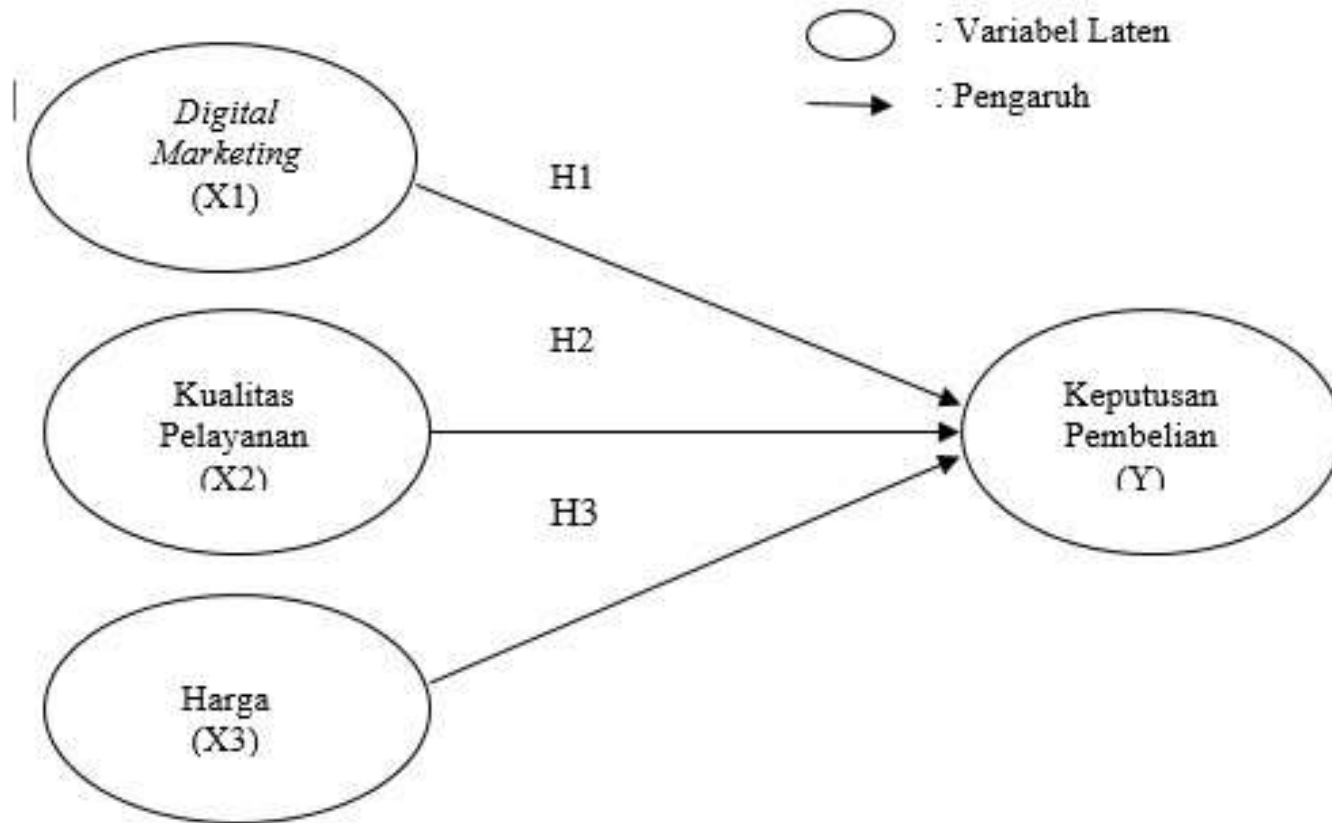 : Variabel Laten
: Pengaruh
Digital
Marketing
(X1)
H1
H2
Kualitas
Pelayanan
(X2)
Keputusan
Pembelian
(Y)
H3
Harga
(X3)